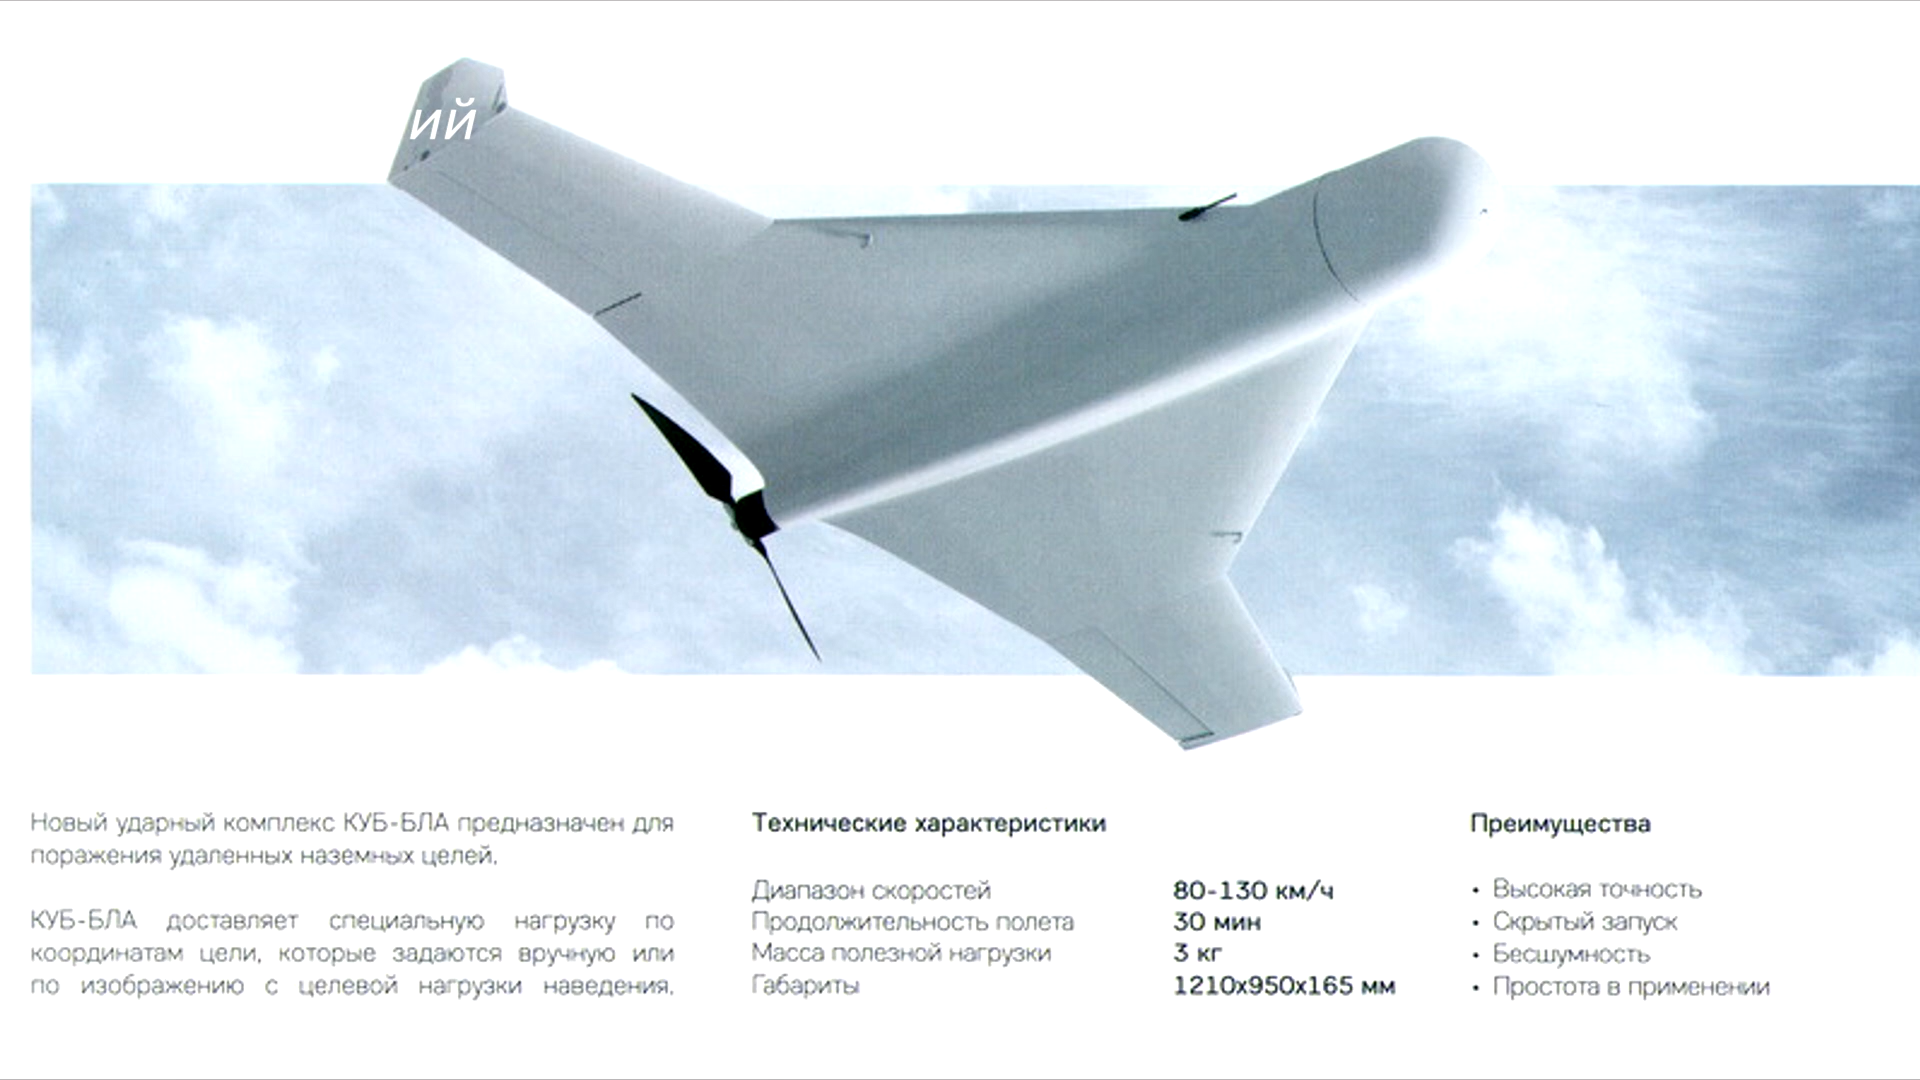 ий
Новый ударный комплекс КУБ-БЛА предназначен для
поражения удаленных наземных целей.
КУБ-БЛА доставляет специальную нагрузку по
координатам цели, которые задаются вручную или
по изображению с целевой нагрузки наведения.
Технические характеристики
Диапазон скоростей 80-130 км/ч
Продолжительность полета 30 мин
Масса полезной нагрузки 3 кг
Габариты 1210х950х165 мм
Преимущества
• Высокая точность
• Скрытый запуск
• Бесшумность
• Простота в применении